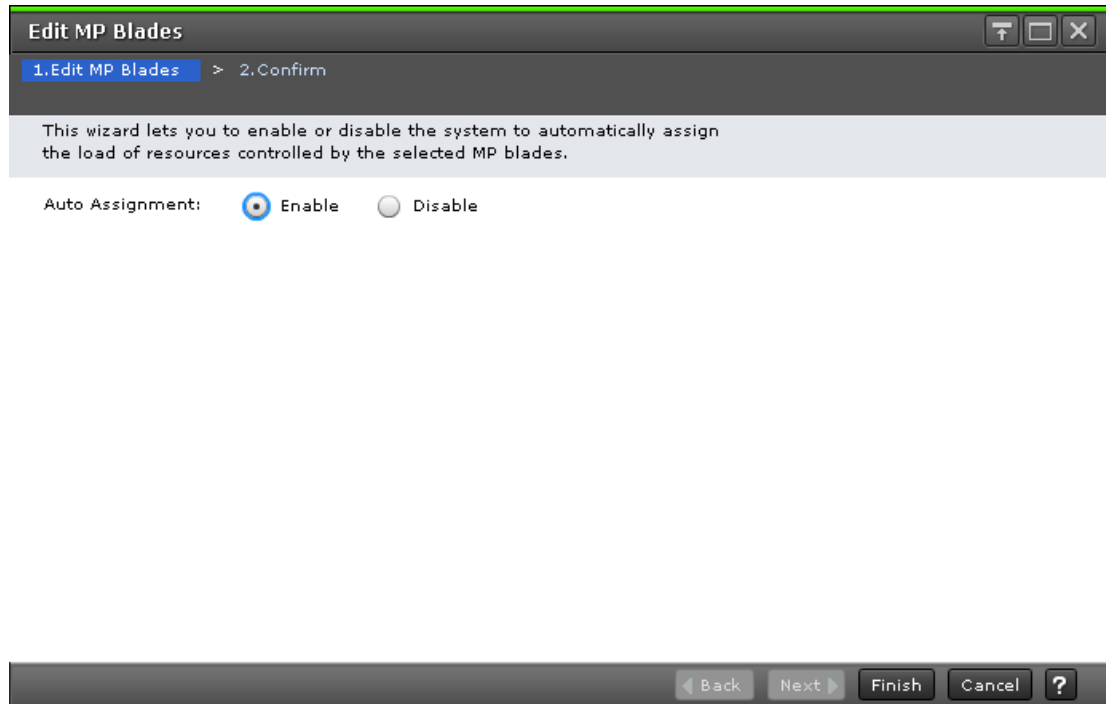 Edit MP Blades
1.Edit MP Blades > 2.Confirm
This wizard lets you to enable or disable the system to automatically assign
the load of resources controlled by the selected MP blades.
Auto Assignment: Enable Disable
Back Next Finish Cancel ?